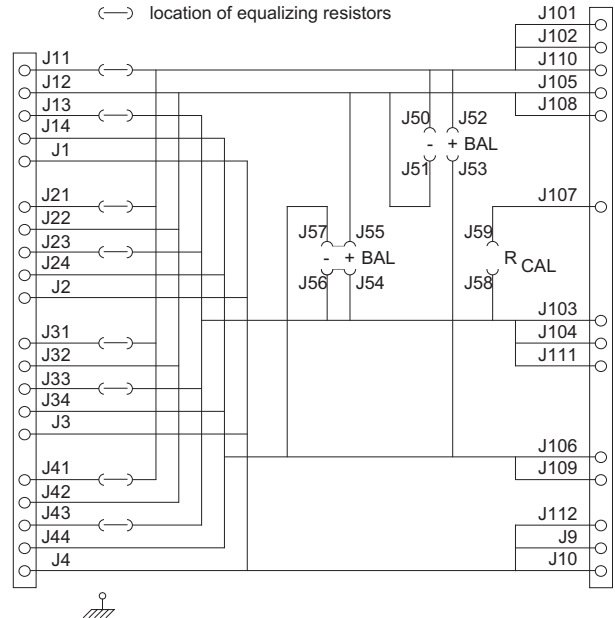 location of equalizing resistors
J101
J102
J11 J110
J12 J105
J13 J108
J14 J50 J52
- + BAL
J1 J51 J53
J21 J107
J22 J57 J55 J59
J23 - + BAL R CAL
J24 J56 J54 J58
J2
J103
J31 J104
J32 J111
J33
J34
J3
J106
J41 J109
J42
J43 J112
J44 J9
J4 J10